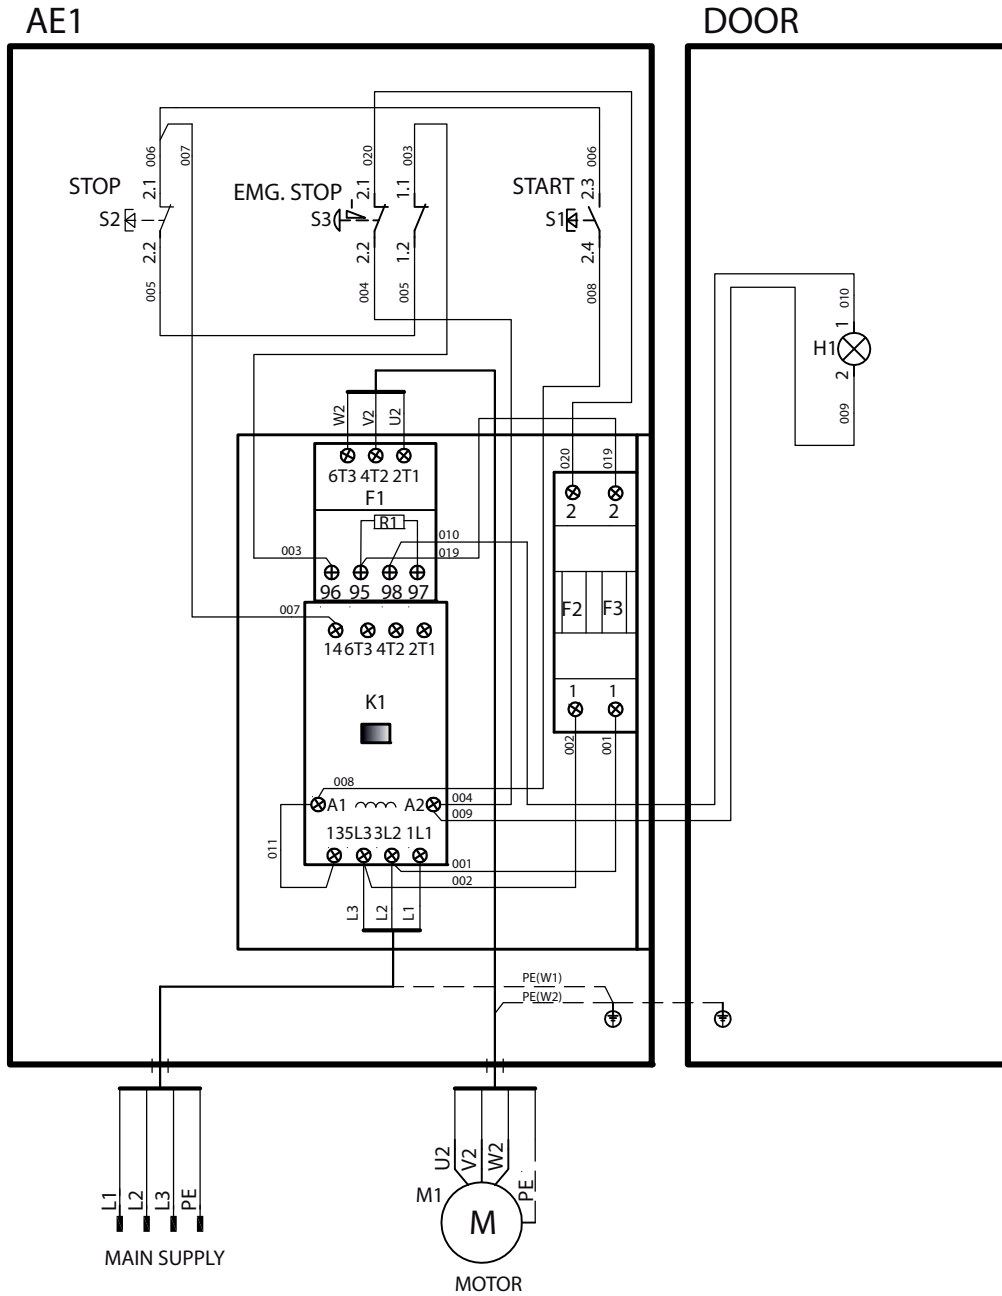 AE1
DOOR
006
007
020
003
006
STOP
2.1
EMG. STOP
2.1
1.1
START
2.3
S2
S3
S1
2.2
2.2
1.2
2.4
005
004
005
008
010
1
H1
2
009
W2
V2
U2
020
019
6T3 4T2 2T1
F1
2
2
R1
010
003
019
96 95 98 97
F2
F3
007
14 6T3 4T2 2T1
1
1
K1
002
001
008
A1
A2
004
009
135L3 3L2 1L1
011
001
002
L3
L2
L1
PE(W1)
PE(W2)
U2
V2
W2
PE
L1
L2
L3
PE
M1
M
MAIN SUPPLY
MOTOR